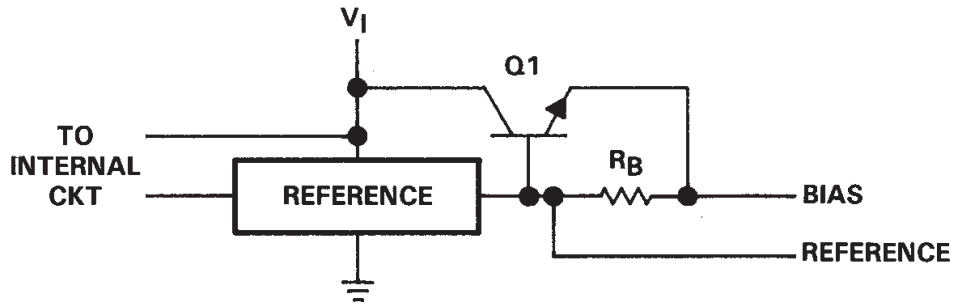 VI
Q1
TO
INTERNAL
CKT
REFERENCE
RB
BIAS
REFERENCE